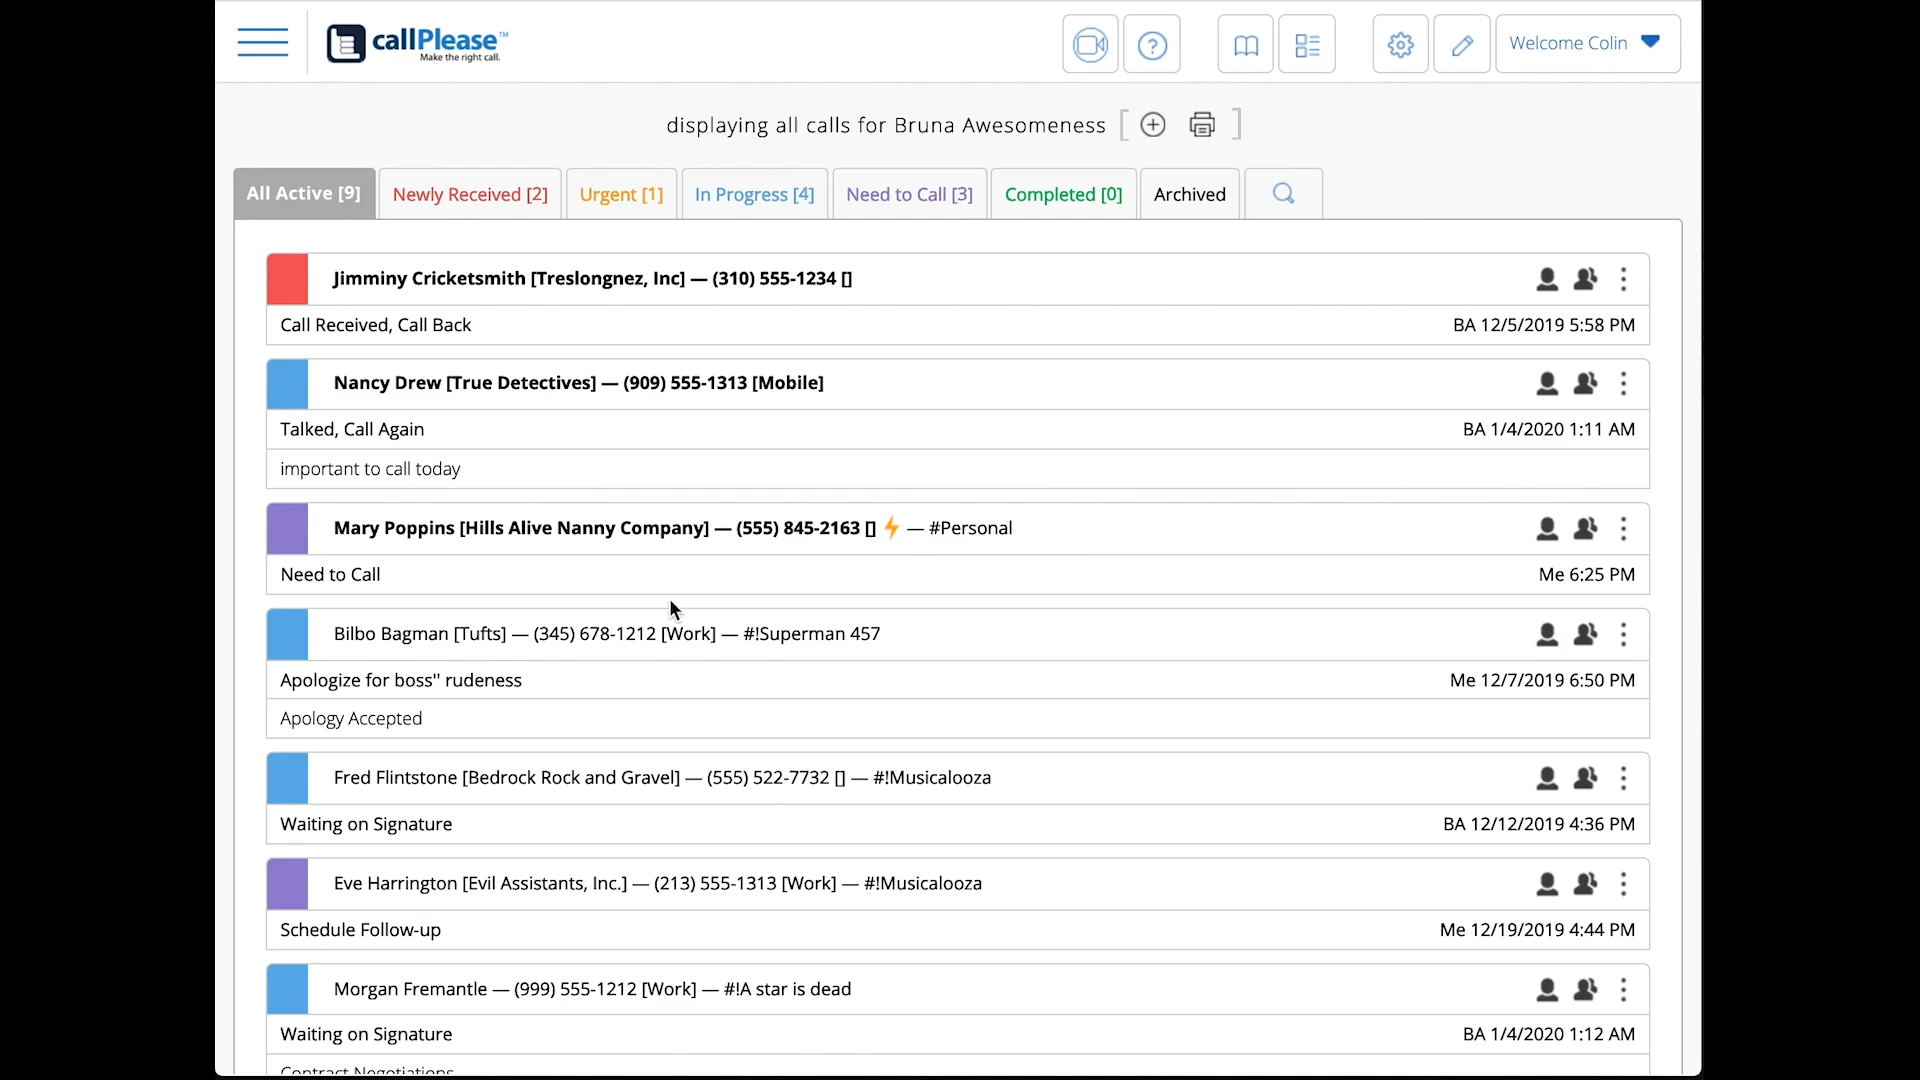 callPlease™
Make the right call.
Welcome Colin
displaying all calls for Bruna Awesomeness [ ]
All Active [9]
Newly Received [2]
Urgent [1]
In Progress [4]
Need to Call [3]
Completed [0]
Archived
Jimminy Cricketsmith [Treslongnez, Inc] — (310) 555-1234 []
Call Received, Call Back
BA 12/5/2019 5:58 PM
Nancy Drew [True Detectives] — (909) 555-1313 [Mobile]
Talked, Call Again
BA 1/4/2020 1:11 AM
important to call today
Mary Poppins [Hills Alive Nanny Company] — (555) 845-2163 [] ⚡ — #Personal
Need to Call
Me 6:25 PM
Bilbo Bagman [Tufts] — (345) 678-1212 [Work] — #!Superman 457
Apologize for boss" rudeness
Me 12/7/2019 6:50 PM
Apology Accepted
Fred Flintstone [Bedrock Rock and Gravel] — (555) 522-7732 [] — #!Musicalooza
Waiting on Signature
BA 12/12/2019 4:36 PM
Eve Harrington [Evil Assistants, Inc.] — (213) 555-1313 [Work] — #!Musicalooza
Schedule Follow-up
Me 12/19/2019 4:44 PM
Morgan Fremantle — (999) 555-1212 [Work] — #!A star is dead
Waiting on Signature
BA 1/4/2020 1:12 AM
Contract Negotiations